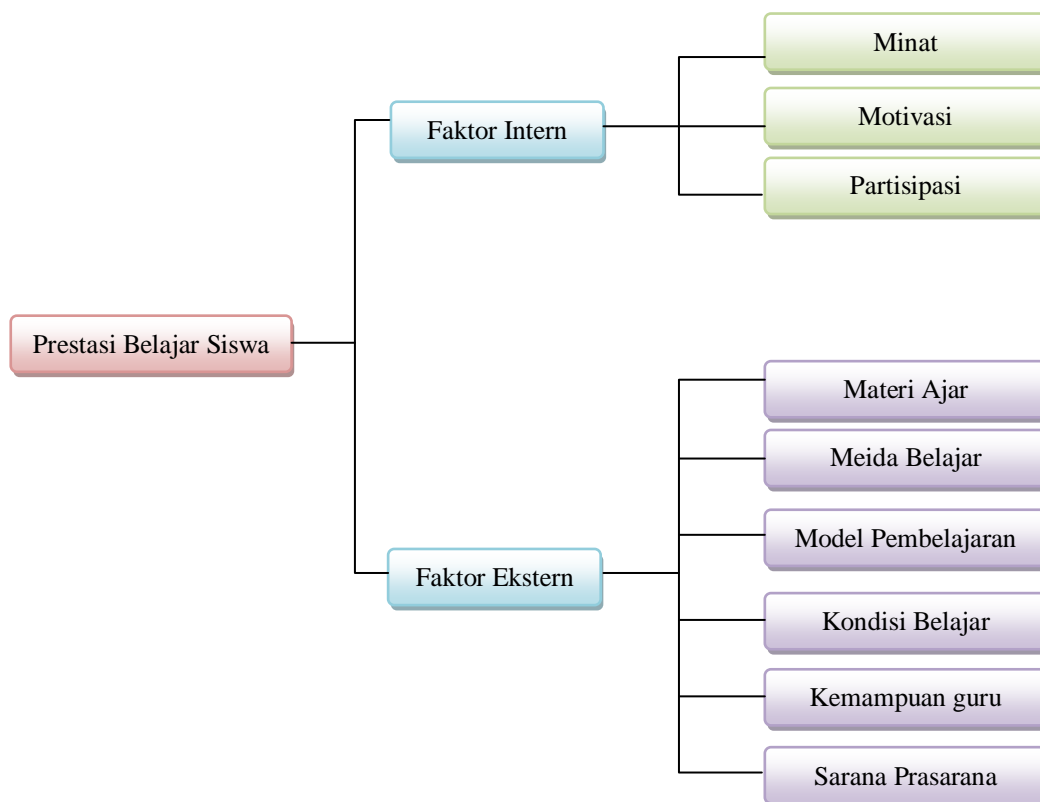 Prestasi Belajar Siswa
Faktor Intern
Minat
Motivasi
Partisipasi
Faktor Ekstern
Materi Ajar
Meida Belajar
Model Pembelajaran
Kondisi Belajar
Kemampuan guru
Sarana Prasarana